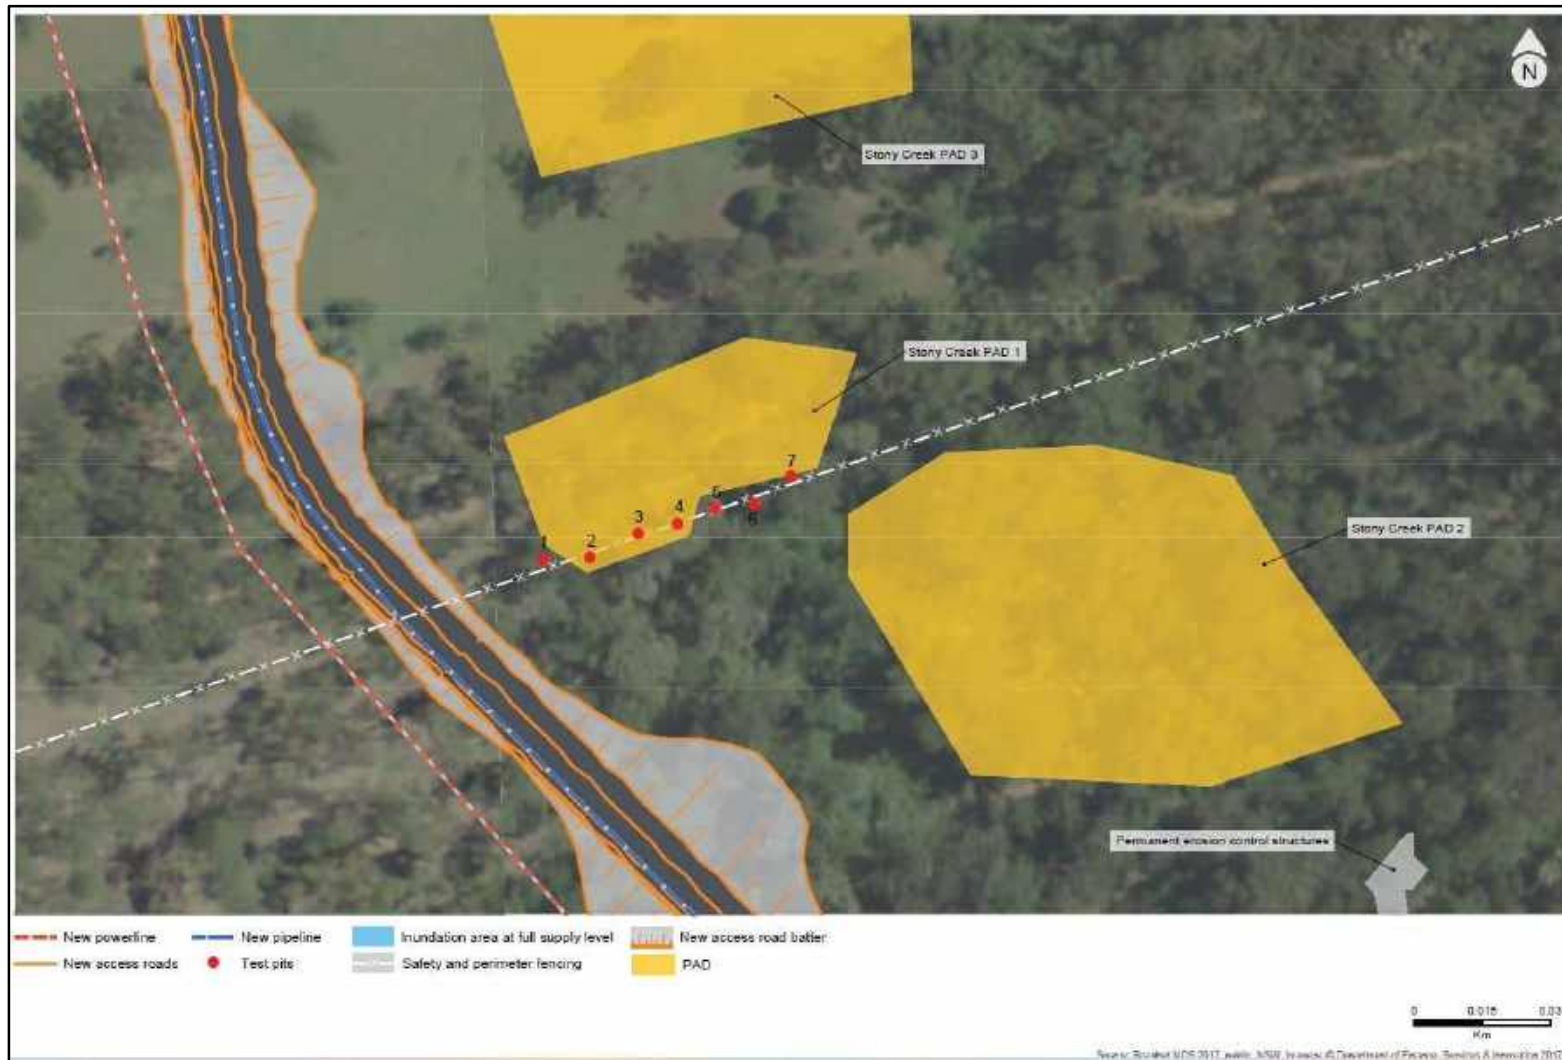 N
Stony Creek PAD 3
Stony Creek PAD 1
7
5
6
4
3
2
1
Stony Creek PAD 2
Permanent erosion control structures
New powerline
New pipeline
Inundation area at full supply level
New access road batter
New access roads
Test pits
Safety and perimeter fencing
PAD
0 0.015 0.03
Km